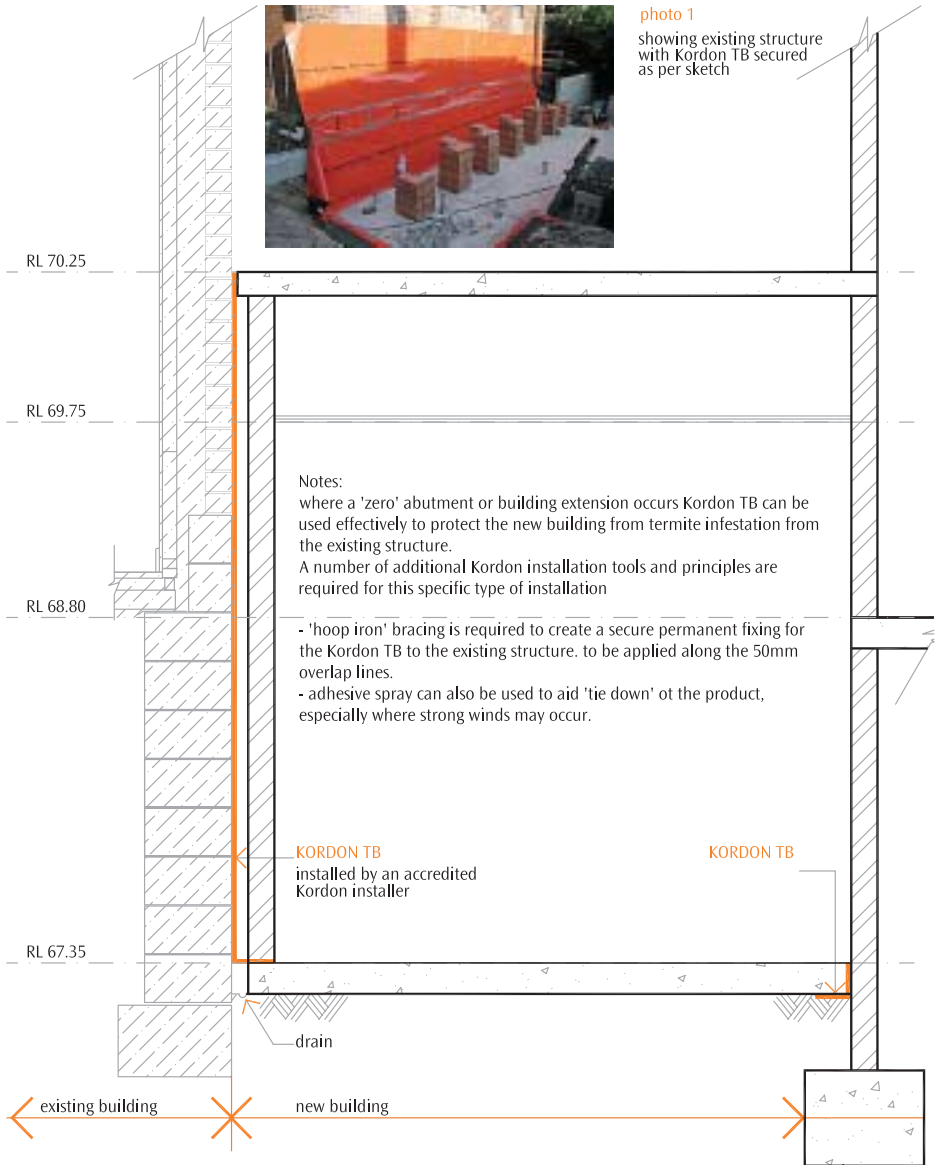 photo 1
showing existing structure
with Kordon TB secured
as per sketch
RL 70.25
RL 69.75
Notes:
where a 'zero' abutment or building extension occurs Kordon TB can be
used effectively to protect the new building from termite infestation from
the existing structure.
A number of additional Kordon installation tools and principles are
required for this specific type of installation
RL 68.80
- 'hoop iron' bracing is required to create a secure permanent fixing for
the Kordon TB to the existing structure. to be applied along the 50mm
overlap lines.
- adhesive spray can also be used to aid 'tie down' ot the product,
especially where strong winds may occur.
KORDON TB
installed by an accredited
Kordon installer
KORDON TB
RL 67.35
drain
existing building
new building